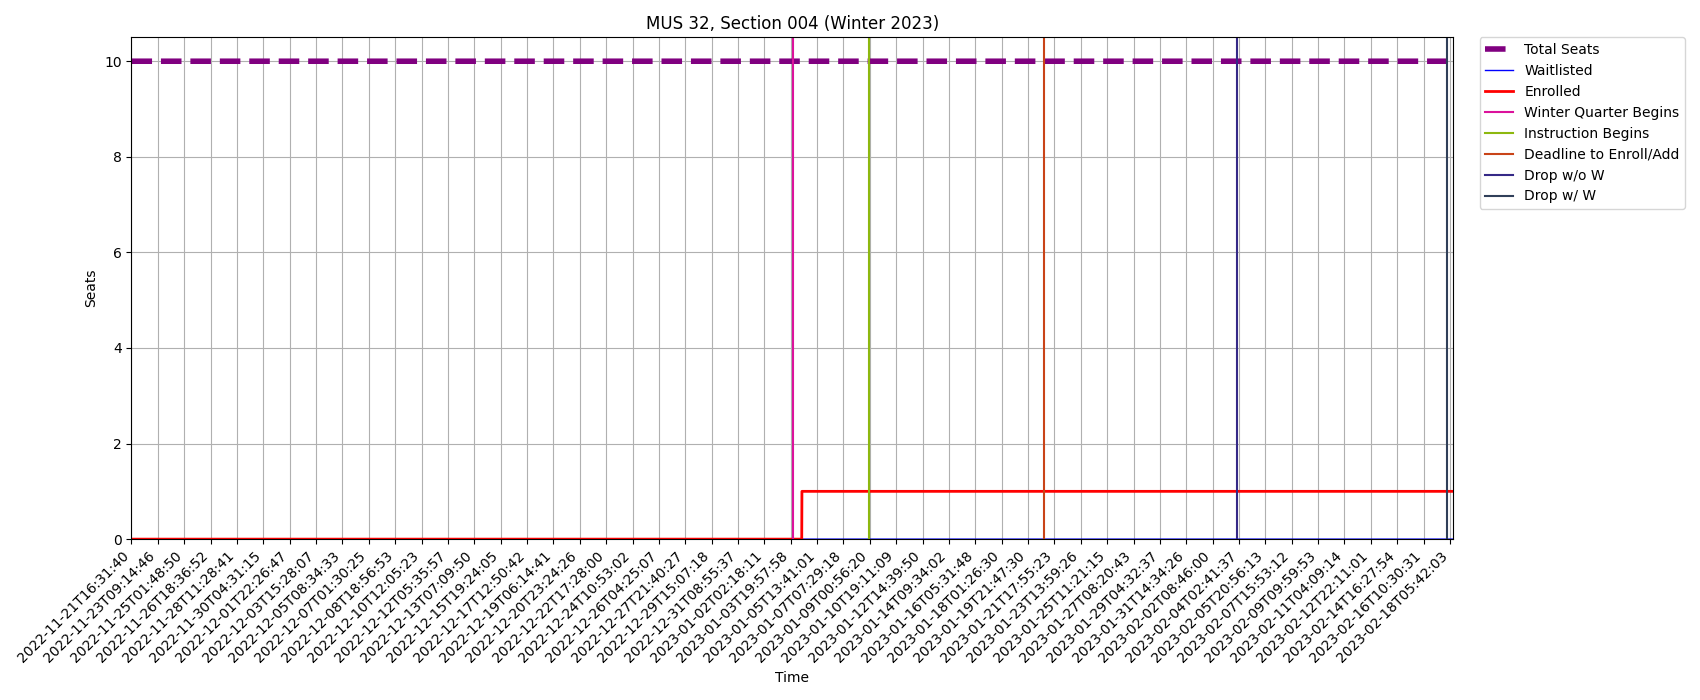 MUS 32, Section 004 (Winter 2023)
Total Seats
Waitlisted
Enrolled
Winter Quarter Begins
Instruction Begins
Deadline to Enroll/Add
Drop w/o W
Drop w/ W
10
8
6
4
2
0
Seats
2022-11-21T16:31:40
2022-11-23T09:14:46
2022-11-25T01:48:50
2022-11-26T18:36:52
2022-11-28T11:28:41
2022-11-30T04:31:15
2022-12-01T22:26:47
2022-12-03T15:28:07
2022-12-05T08:34:33
2022-12-07T01:30:25
2022-12-08T18:56:53
2022-12-10T12:05:23
2022-12-12T05:35:57
2022-12-13T07:09:50
2022-12-15T19:24:05
2022-12-17T12:50:42
2022-12-19T06:14:41
2022-12-20T23:24:26
2022-12-22T17:28:00
2022-12-24T10:53:02
2022-12-26T04:25:07
2022-12-27T21:40:27
2022-12-29T15:07:18
2022-12-31T08:55:37
2023-01-02T02:18:11
2023-01-03T19:57:58
2023-01-05T13:41:01
2023-01-07T07:29:18
2023-01-09T00:56:20
2023-01-10T19:11:09
2023-01-12T14:39:50
2023-01-14T09:34:02
2023-01-16T05:31:48
2023-01-18T01:26:30
2023-01-19T21:47:30
2023-01-21T17:55:23
2023-01-23T13:59:26
2023-01-25T11:21:15
2023-01-27T08:20:43
2023-01-29T04:32:37
2023-01-31T14:34:26
2023-02-02T08:46:00
2023-02-04T02:41:37
2023-02-05T20:56:13
2023-02-07T15:53:12
2023-02-09T09:59:53
2023-02-11T04:09:14
2023-02-12T22:11:01
2023-02-14T16:27:54
2023-02-16T10:30:31
2023-02-18T05:42:03
Time